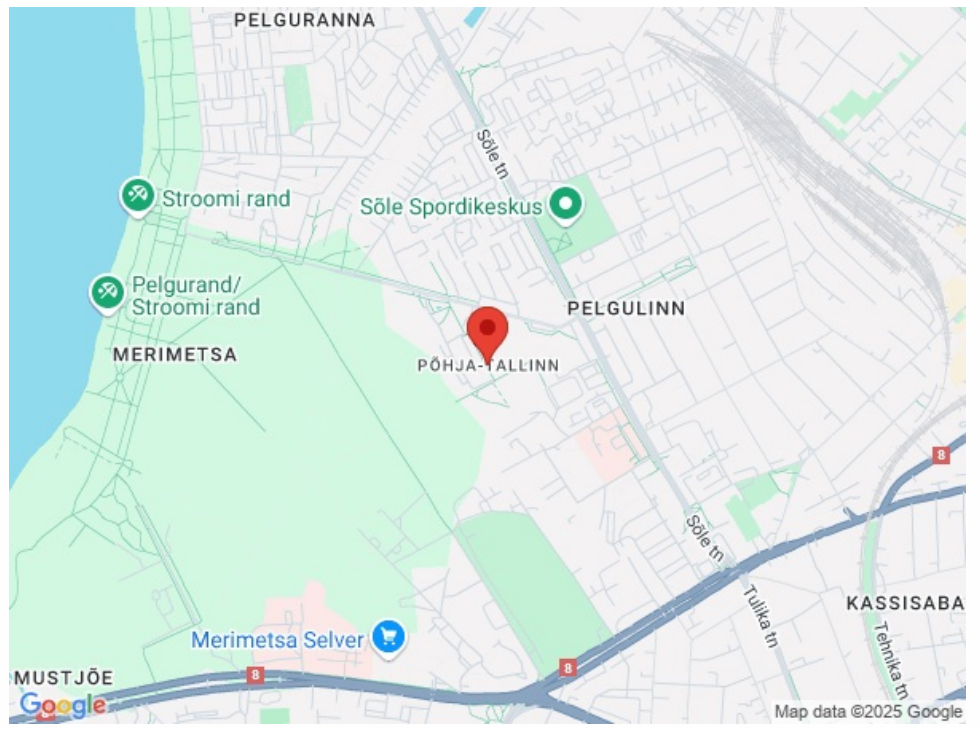 PELGURANNA
Sõle tn
Stroomi rand
Sõle Spordikeskus
Pelgurand/
Stroomi rand
PELGULINN
MERIMETSA
PÕHJA-TALLINN
8
Sõle tn
Tulika tn
KASSISABA
Tehnika tn
Merimetsa Selver
8
8
MUSTJÕE
8
Google
Map data ©2025 Google